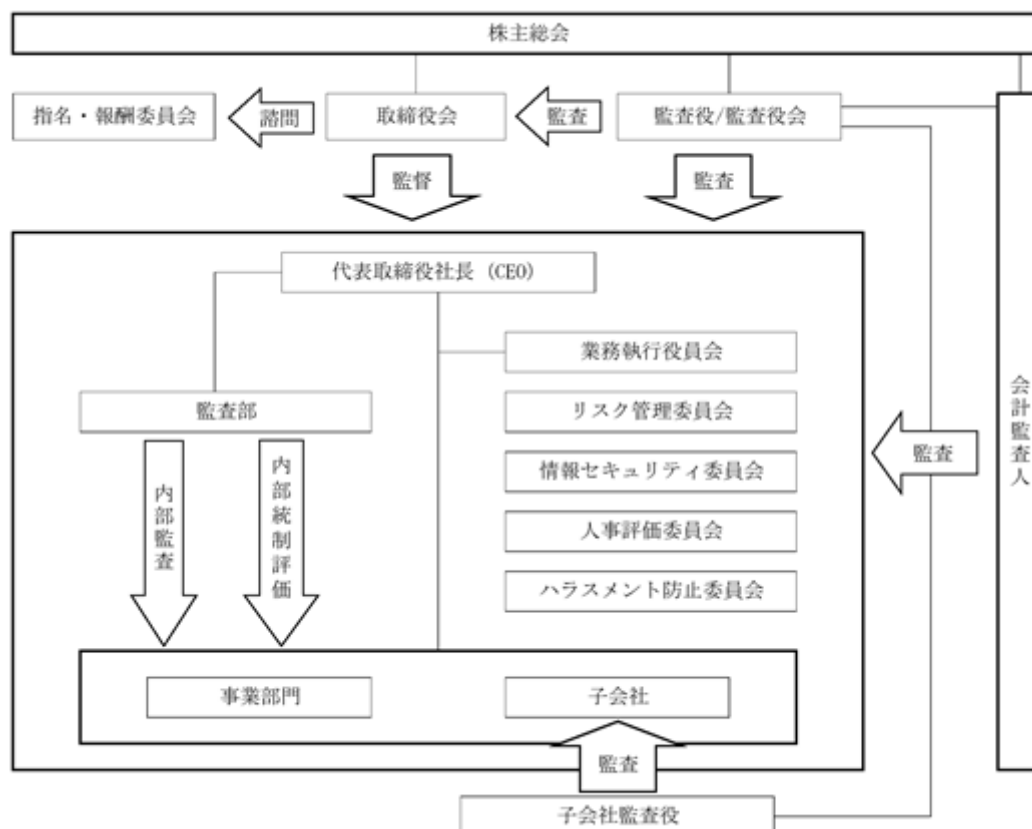 株主総会
指名・報酬委員会
諮問
取締役会
監査
監査役/監査役会
監督
監査
代表取締役社長 (CEO)
業務執行役員会
監査部
リスク管理委員会
情報セキュリティ委員会
人事評価委員会
ハラスメント防止委員会
内部監査
内部統制評価
監査
会計監査人
事業部門
子会社
監査
子会社監査役